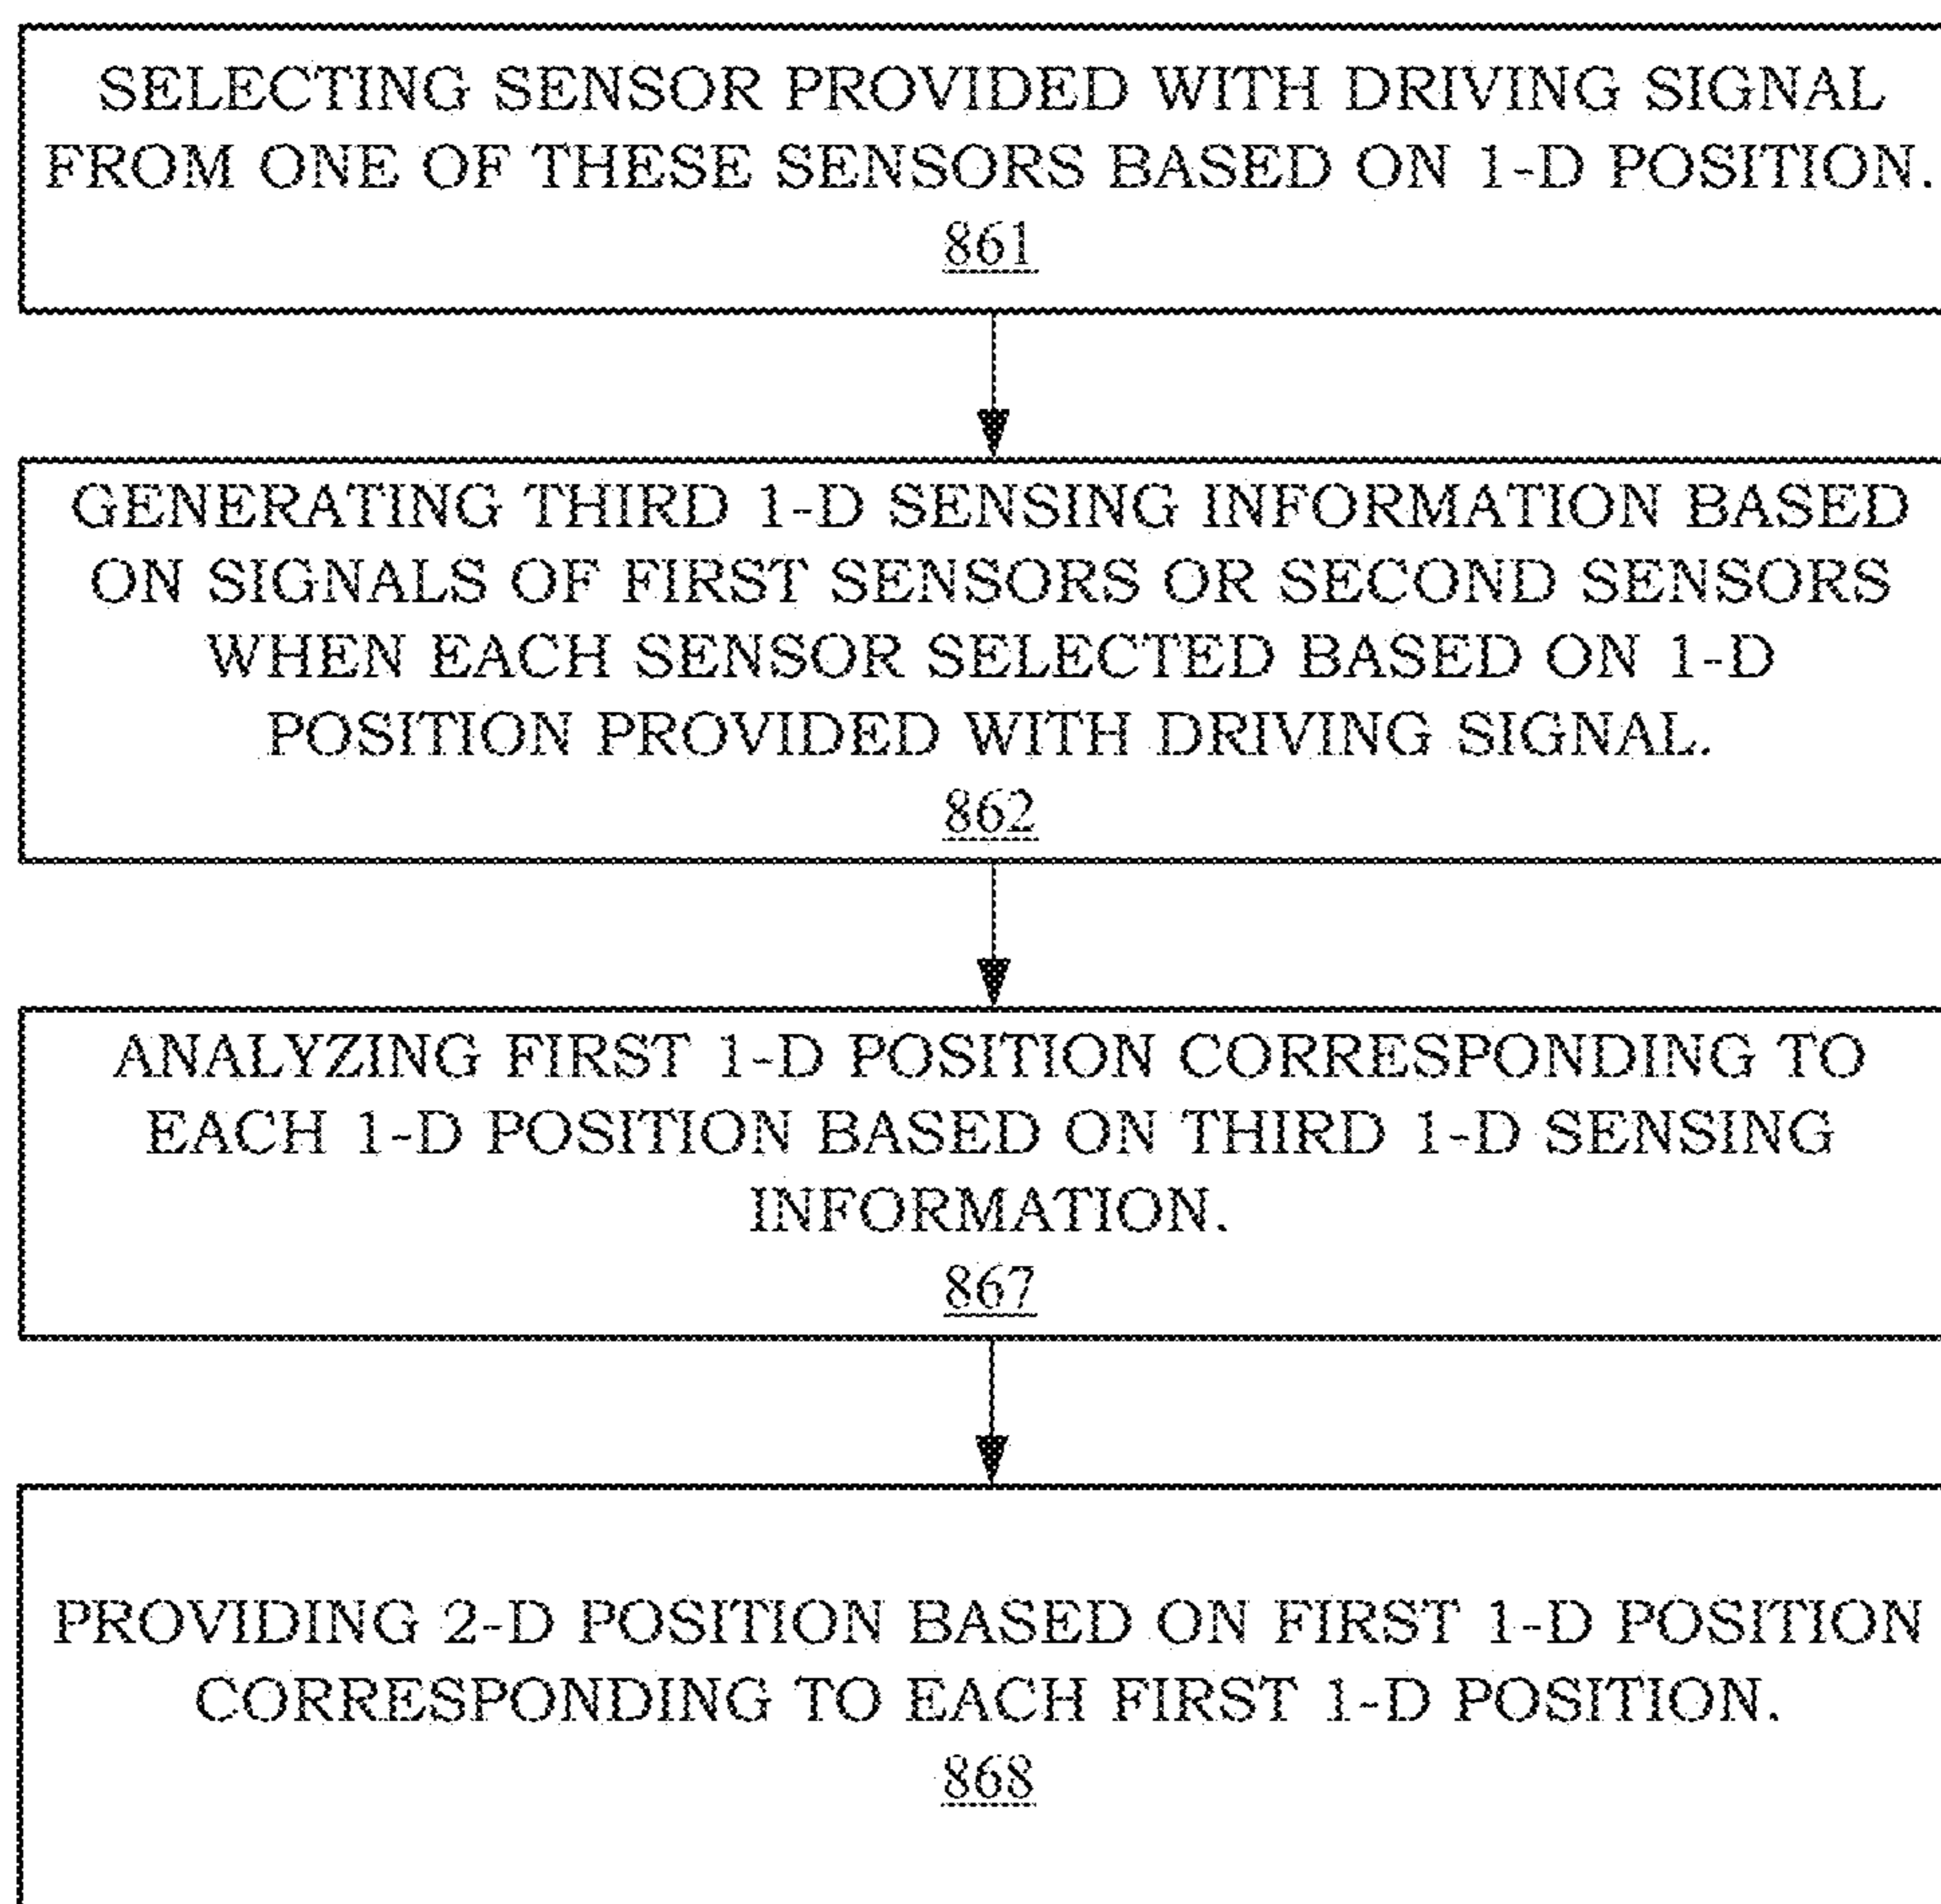 SELECTING SENSOR PROVIDED WITH DRIVING SIGNAL
FROM ONE OF THESE SENSORS BASED ON 1-D POSITION.
861
GENERATING THIRD 1-D SENSING INFORMATION BASED
ON SIGNALS OF FIRST SENSORS OR SECOND SENSORS
WHEN EACH SENSOR SELECTED BASED ON 1-D
POSITION PROVIDED WITH DRIVING SIGNAL.
862
ANALYZING FIRST 1-D POSITION CORRESPONDING TO
EACH 1-D POSITION BASED ON THIRD 1-D SENSING
INFORMATION.
867
PROVIDING 2-D POSITION BASED ON FIRST 1-D POSITION
CORRESPONDING TO EACH FIRST 1-D POSITION.
868